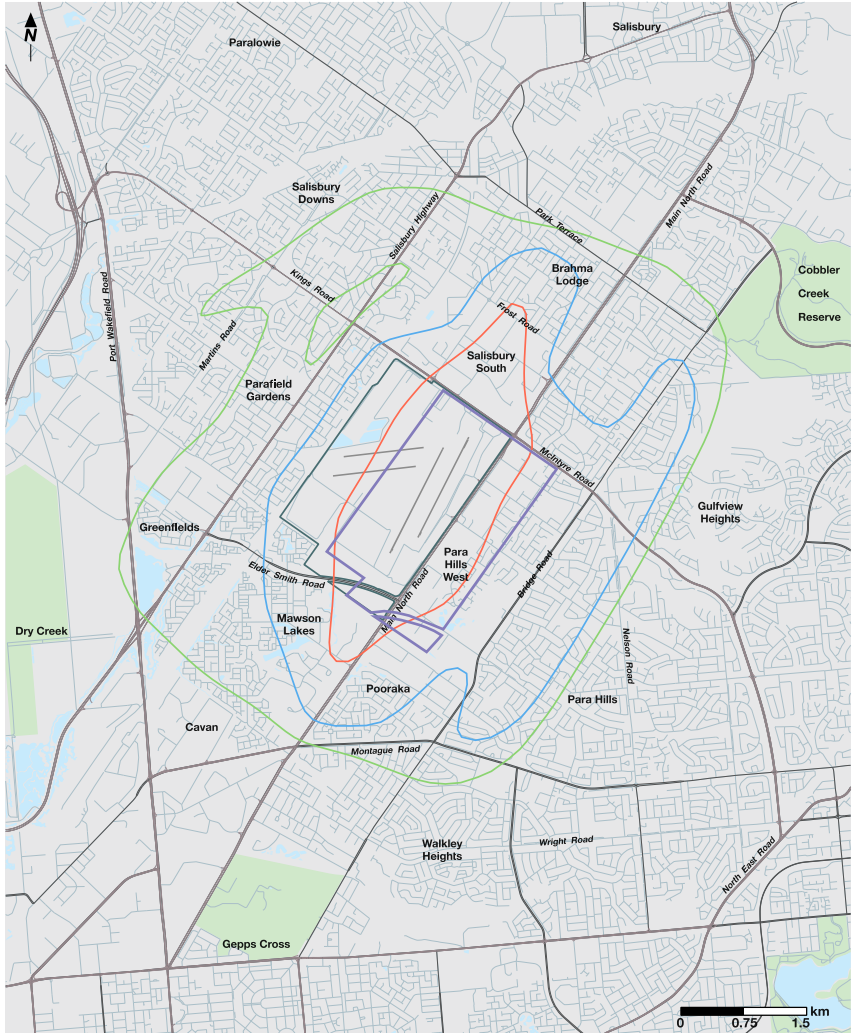 N
Salisbury
Paralowie
Salisbury
Downs
Salisbury Highway
Park Terrace
Main North Road
Brahma
Lodge
Cobbler
Creek
Reserve
Kings Road
Port Wakefield Road
Martins Road
Frost Road
Salisbury
South
Parafield
Gardens
McIntyre Road
Gulfview
Heights
Greenfields
Para
Hills
West
Elder Smith Road
Bridge Road
Main North Road
Mawson
Lakes
Dry Creek
Nelson Road
Pooraka
Para Hills
Cavan
Montague Road
Walkley
Heights
Wright Road
North East Road
Gepps Cross
km
0 0.75 1.5